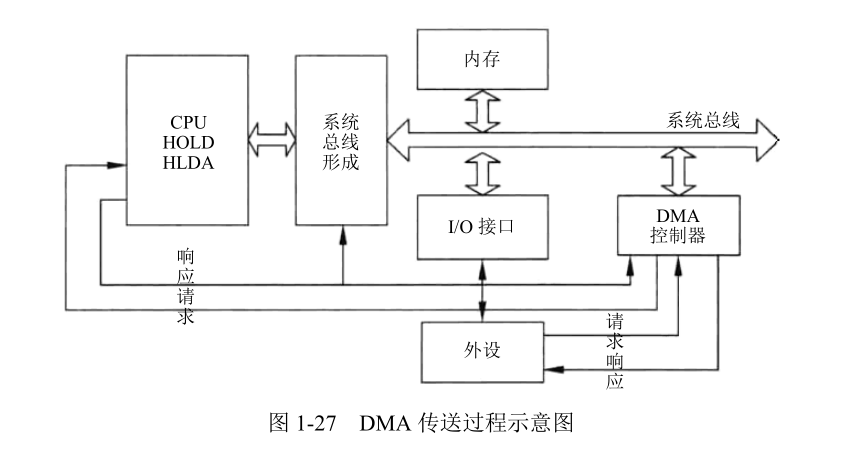 内存
CPU
HOLD
HLDA
系统
总线
形成
系统总线
I/O 接口
DMA
控制器
响
应
请
求
外设
请
求
响
应
图 1-27 DMA 传送过程示意图